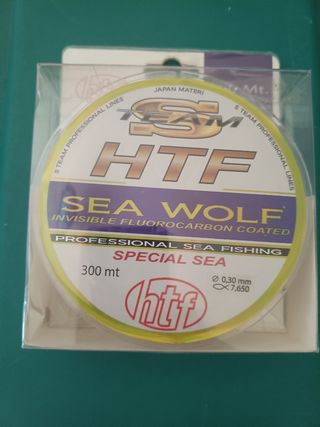 JAPAN MATERI
S TEAM PROFESSIONAL LINES
S TEAM PROFESSIONAL LINES
S
TEAM
HTF
SEA WOLF
INVISIBLE FLUOROCARBON COATED
PROFESSIONAL SEA FISHING
SPECIAL SEA
300 mt
Ø 0,30 mm
7,650
htf